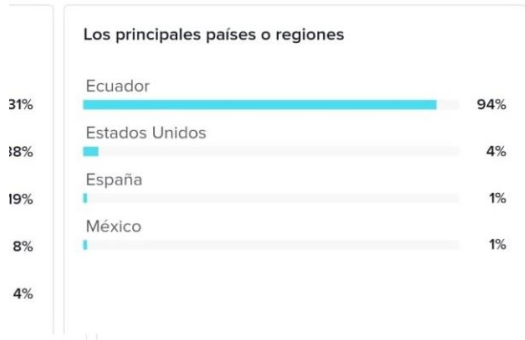 Los principales países o regiones
Ecuador
94%
Estados Unidos
4%
España
1%
México
1%
8%
4%